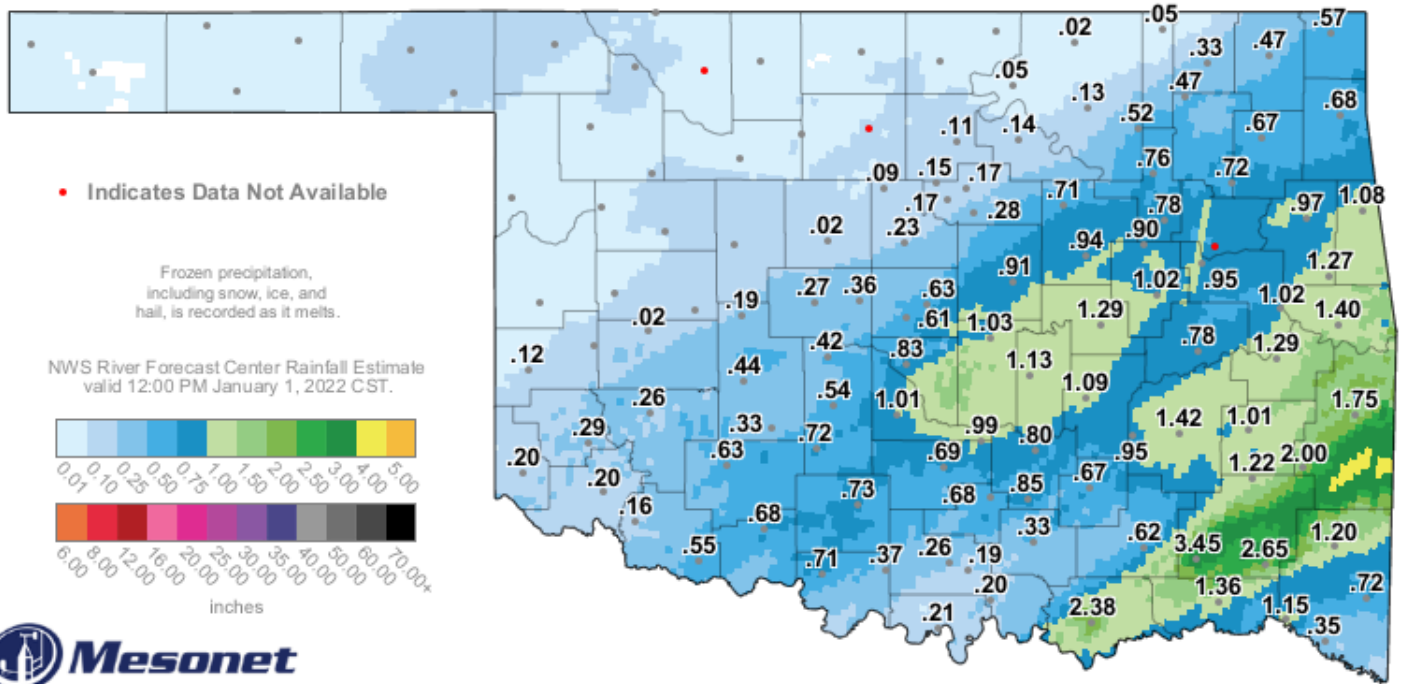 .05 .57
.02
.33 .47
.05
.47
.13 .68
.52
.11 .14 .67
.76
.09 .15 .17 .72
.71
.17 .28 .78 .97 1.08
.02 .23 .94 .90
.91 1.02 .95 1.27
.19 .27 .36 .63 1.02
.02 .61 1.03 1.29 1.40
.12 .42 .83 .78 1.29
.44 1.13
.26 .54 1.01 1.09 1.75
.29 .33 .72 .99 .80 1.42 1.01
.20 .63 .69 .95 2.00
.20 .67 1.22
.16 .73 .68 .85
.68 .33
.55 .71 .37 .26 .19 .62 3.45 2.65 1.20
.20 1.36 .72
.21 2.38 1.15 .35
Indicates Data Not Available
Frozen precipitation,
including snow, ice, and
hail, is recorded as it melts.
NWS River Forecast Center Rainfall Estimate
valid 12:00 PM January 1, 2022 CST.
0.01 0.10 0.25 0.50 0.75 1.00 1.50 2.00 2.50 3.00 4.00 5.00
6.00 8.00 12.00 16.00 20.00 25.00 30.00 35.00 40.00 50.00 60.00 70.00+
inches
Mesonet